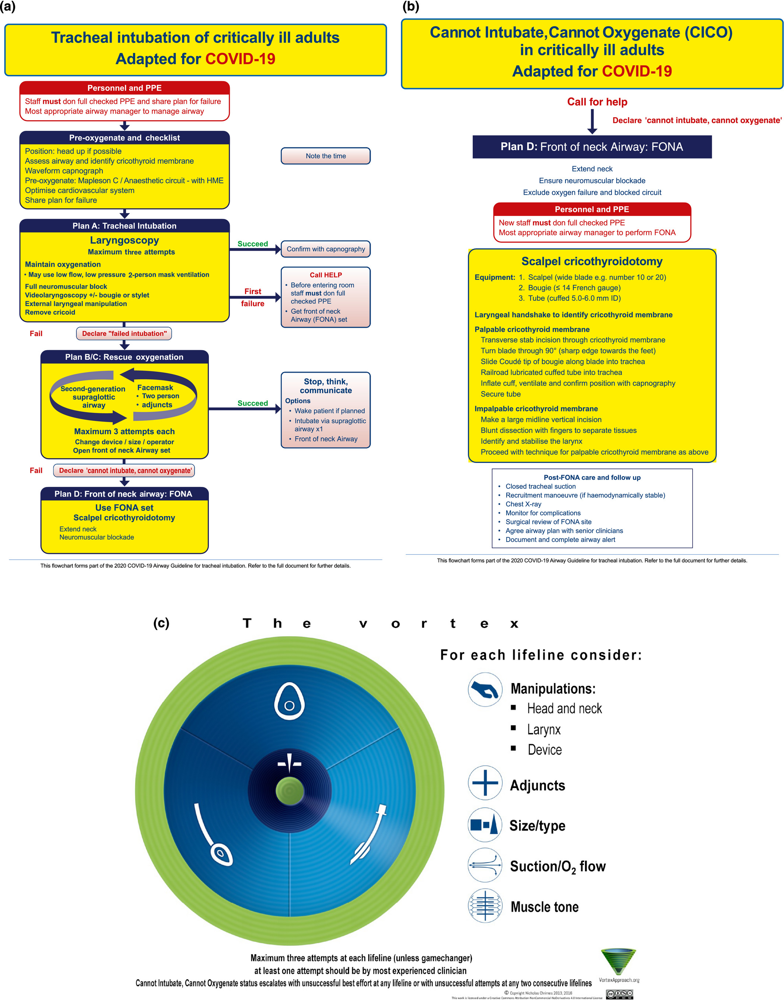 (a)
Tracheal intubation of critically ill adults
Adapted for COVID-19
Personnel and PPE
Staff must don full checked PPE and share plan for failure
Most appropriate airway manager to manage airway
Pre-oxygenate and checklist
Position: head up if possible
Assess airway and identify cricothyroid membrane
Waveform capnograph
Pre-oxygenate: Mapleson C / Anaesthetic circuit - with HME
Optimise cardiovascular system
Share plan for failure
Note the time
Plan A: Tracheal Intubation
Laryngoscopy
Maximum three attempts
Maintain oxygenation
• May use low flow, low pressure 2-person mask ventilation
Full neuromuscular block
Videolaryngoscopy +/- bougie or stylet
External laryngeal manipulation
Remove cricoid
Succeed
Confirm with capnography
First
failure
Call HELP
• Before entering room
staff must don full
checked PPE
• Get front of neck
Airway (FONA) set
Fail
Declare "failed intubation"
Plan B/C: Rescue oxygenation
Second-generation
supraglottic
airway
Facemask
• Two person
• adjuncts
Maximum 3 attempts each
Change device / size / operator
Open front of neck Airway set
Succeed
Stop, think,
communicate
Options
• Wake patient if planned
• Intubate via supraglottic
airway x1
• Front of neck Airway
Fail
Declare 'cannot intubate, cannot oxygenate'
Plan D: Front of neck airway: FONA
Use FONA set
Scalpel cricothyroidotomy
Extend neck
Neuromuscular blockade
This flowchart forms part of the 2020 COVID-19 Airway Guideline for tracheal intubation. Refer to the full document for further details.
(b)
Cannot Intubate,Cannot Oxygenate (CICO)
in critically ill adults
Adapted for COVID-19
Call for help
Declare 'cannot intubate, cannot oxygenate'
Plan D: Front of neck Airway: FONA
Extend neck
Ensure neuromuscular blockade
Exclude oxygen failure and blocked circuit
Personnel and PPE
New staff must don full checked PPE
Most appropriate airway manager to perform FONA
Scalpel cricothyroidotomy
Equipment: 1. Scalpel (wide blade e.g. number 10 or 20)
2. Bougie (≤ 14 French gauge)
3. Tube (cuffed 5.0-6.0 mm ID)
Laryngeal handshake to identify cricothyroid membrane
Palpable cricothyroid membrane
Transverse stab incision through cricothyroid membrane
Turn blade through 90° (sharp edge towards the feet)
Slide Coudé tip of bougie along blade into trachea
Railroad lubricated cuffed tube into trachea
Inflate cuff, ventilate and confirm position with capnography
Secure tube
Impalpable cricothyroid membrane
Make a large midline vertical incision
Blunt dissection with fingers to separate tissues
Identify and stabilise the larynx
Proceed with technique for palpable cricothyroid membrane as above
Post-FONA care and follow up
• Closed tracheal suction
• Recruitment manoeuvre (if haemodynamically stable)
• Chest X-ray
• Monitor for complications
• Surgical review of FONA site
• Agree airway plan with senior clinicians
• Document and complete airway alert
This flowchart forms part of the 2020 COVID-19 Airway Guideline for tracheal intubation. Refer to the full document for further details.
(c)
The vortex
For each lifeline consider:
Manipulations:
▪ Head and neck
▪ Larynx
▪ Device
Adjuncts
Size/type
Suction/O₂ flow
Muscle tone
Maximum three attempts at each lifeline (unless gamechanger)
at least one attempt should be by most experienced clinician
Cannot Intubate, Cannot Oxygenate status escalates with unsuccessful best effort at any lifeline or with unsuccessful attempts at any two consecutive lifelines
VortexApproach.org
© Copyright Nicholas Chrimes 2013, 2016
This work is licensed under a Creative Commons Attribution-NonCommercial-NoDerivatives 4.0 International License
cc
BY NC ND